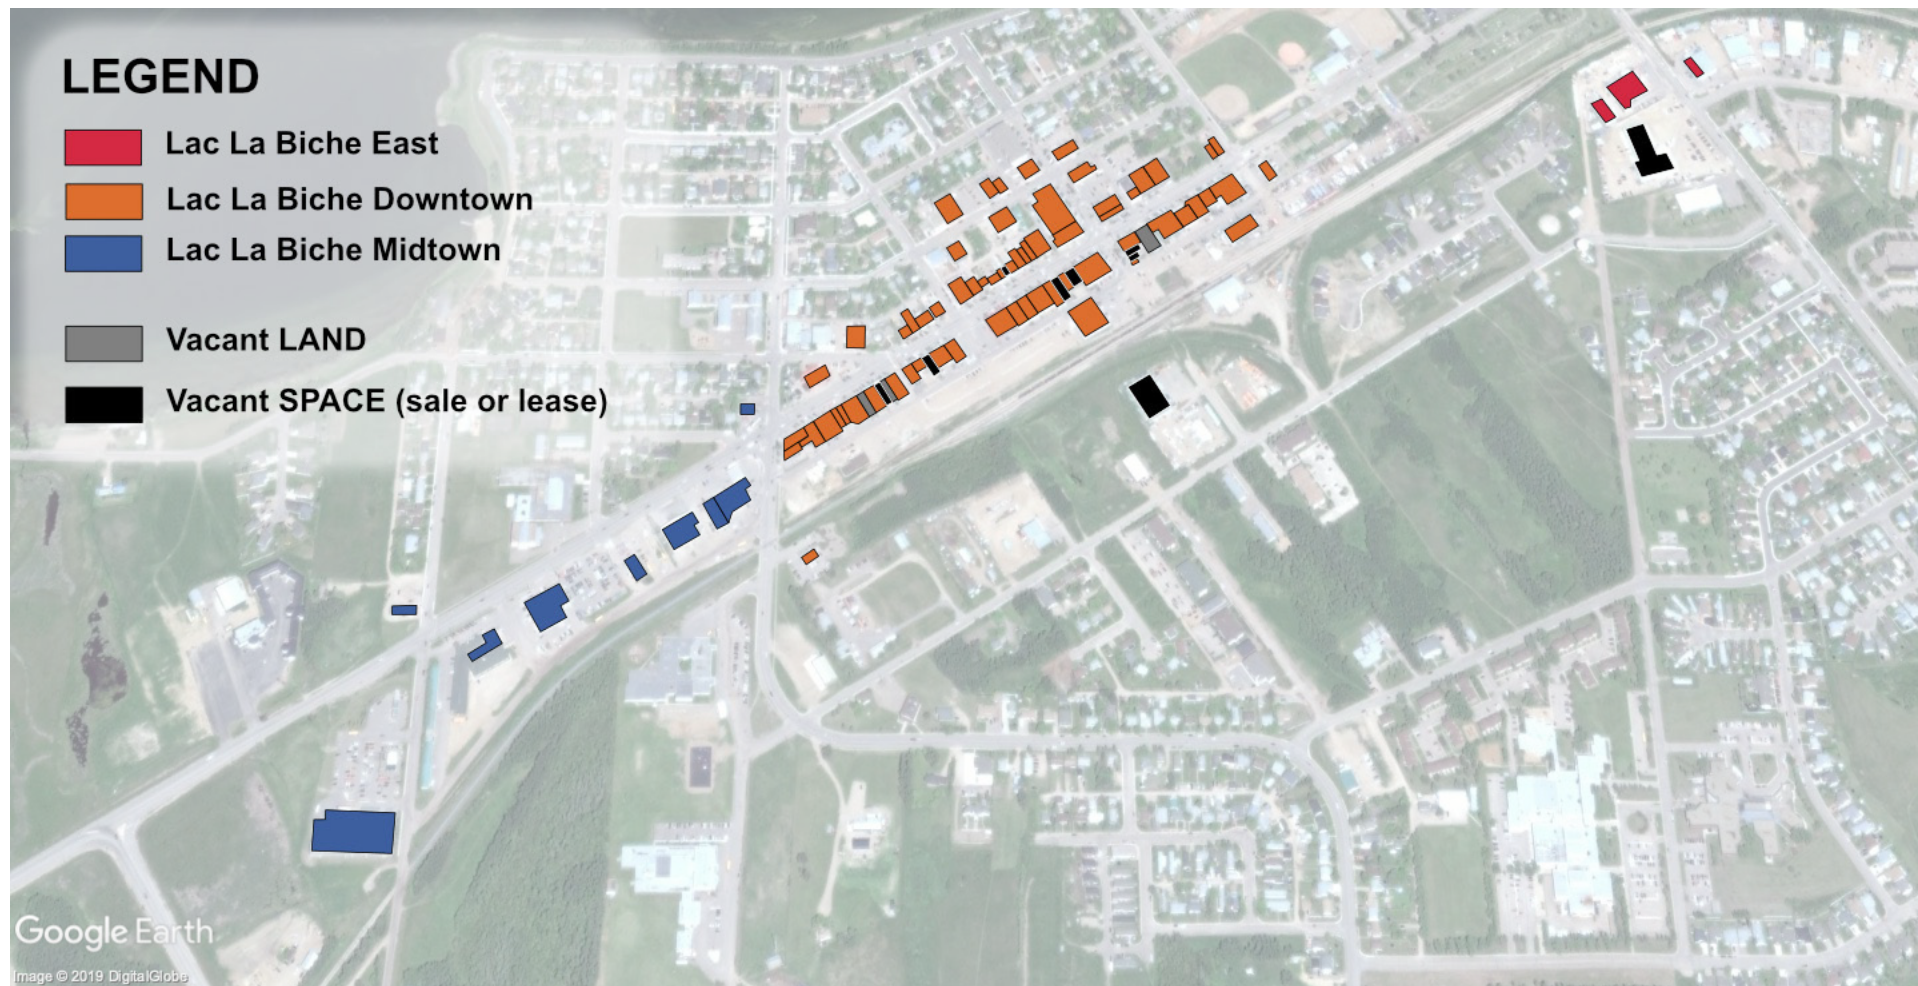 LEGEND
Lac La Biche East
Lac La Biche Downtown
Lac La Biche Midtown
Vacant LAND
Vacant SPACE (sale or lease)
Google Earth
Image © 2019 DigitalGlobe